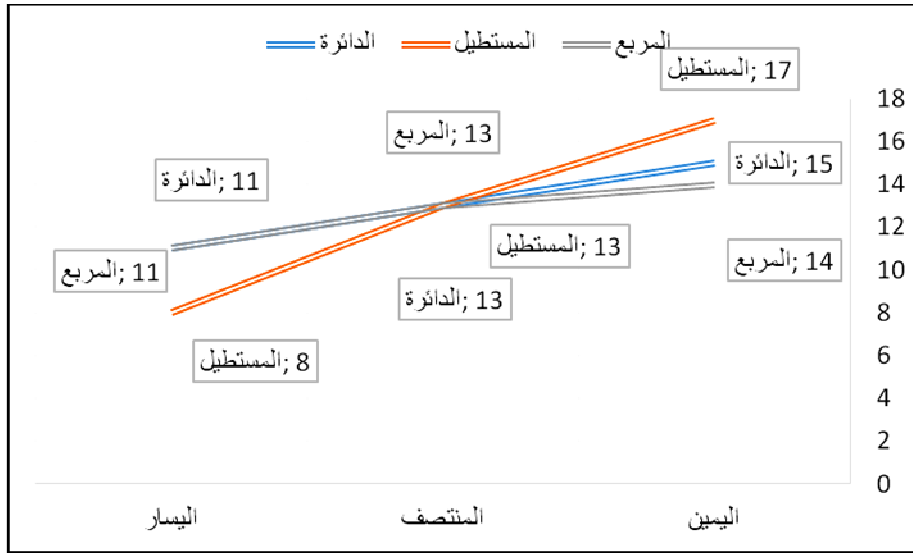 الدائرة المستطيل المربع
المستطيل; 17
المربع; 13
الدائرة; 15
الدائرة; 11
المستطيل; 13
المربع; 14
المربع; 11
الدائرة; 13
المستطيل; 8
18
16
14
12
10
8
6
4
2
0
اليمين المنتصف اليسار